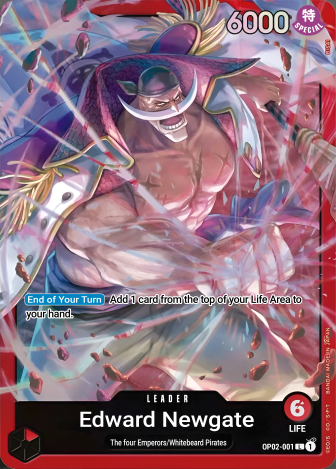 6000
特
SPECIAL
End of Your Turn Add 1 card from the top of your Life Area to
your hand.
LEADER
Edward Newgate
6
LIFE
The four Emperors/Whitebeard Pirates
OP02-001 L 1